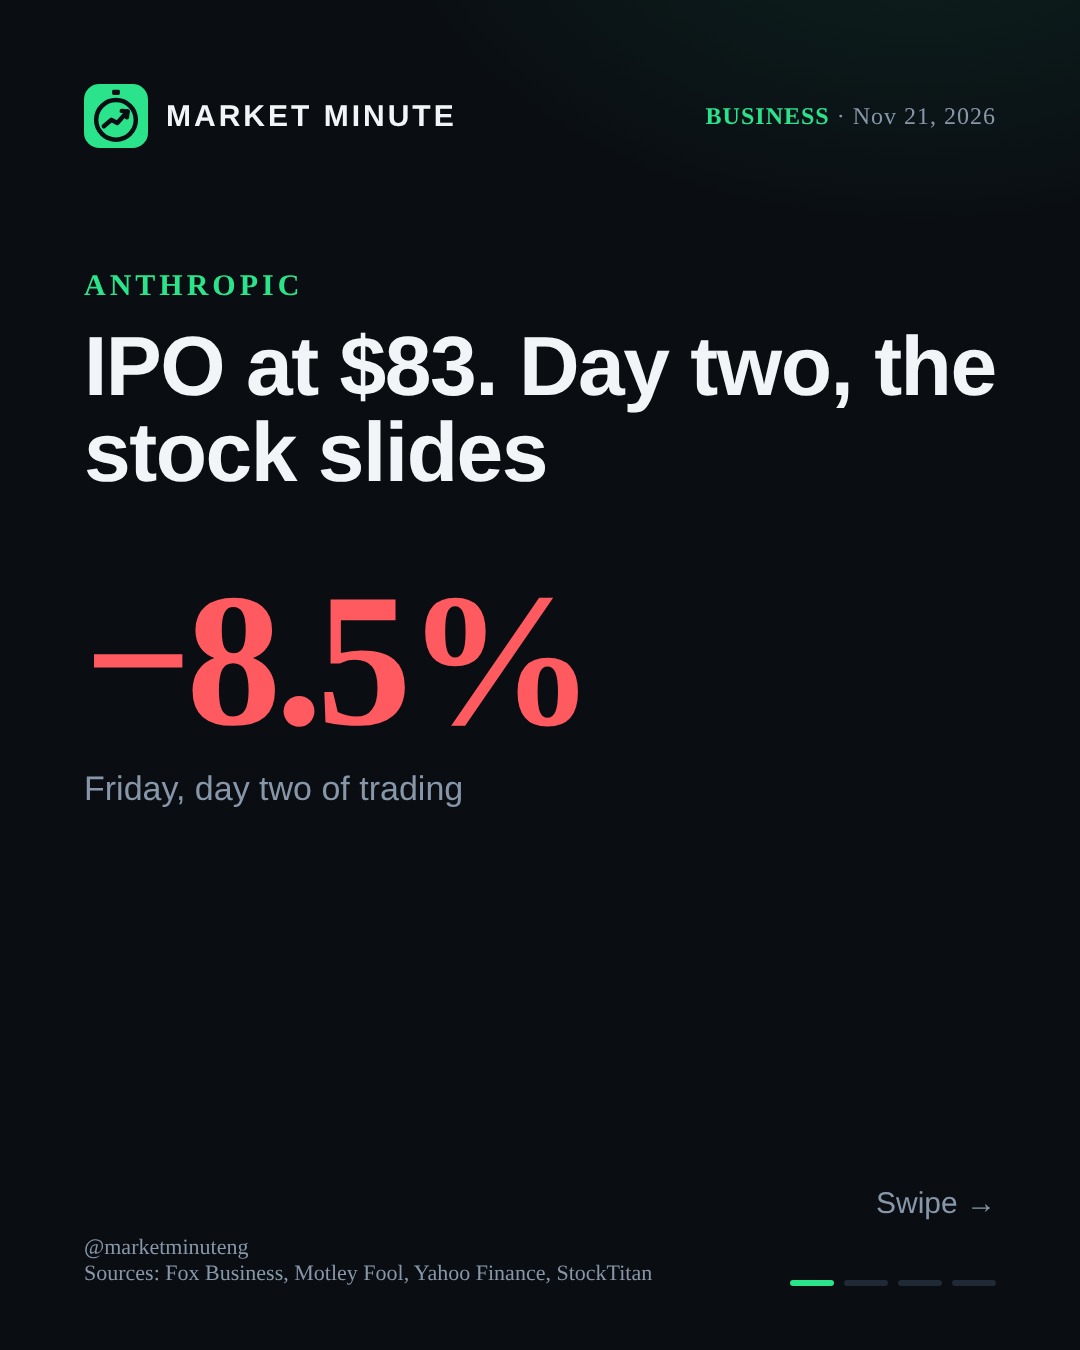 MARKET MINUTE
BUSINESS · Nov 21, 2026
ANTHROPIC
IPO at $83. Day two, the
stock slides
−8.5%
Friday, day two of trading
Swipe →
@marketminuteng
Sources: Fox Business, Motley Fool, Yahoo Finance, StockTitan